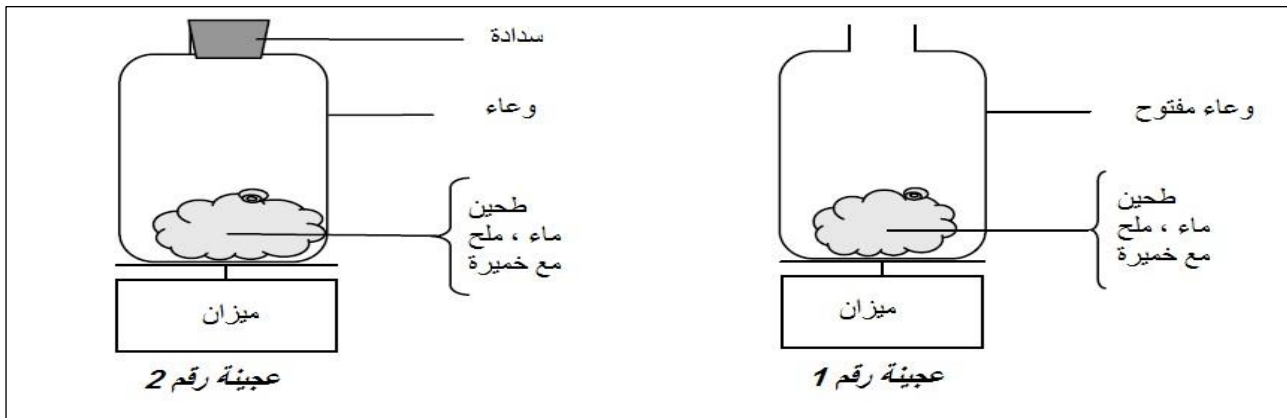 وعاء مفتوح
طحين
ماء ، ملح
مع خميرة
ميزان
عجينة رقم 1
سدادة
وعاء
طحين
ماء ، ملح
مع خميرة
ميزان
عجينة رقم 2